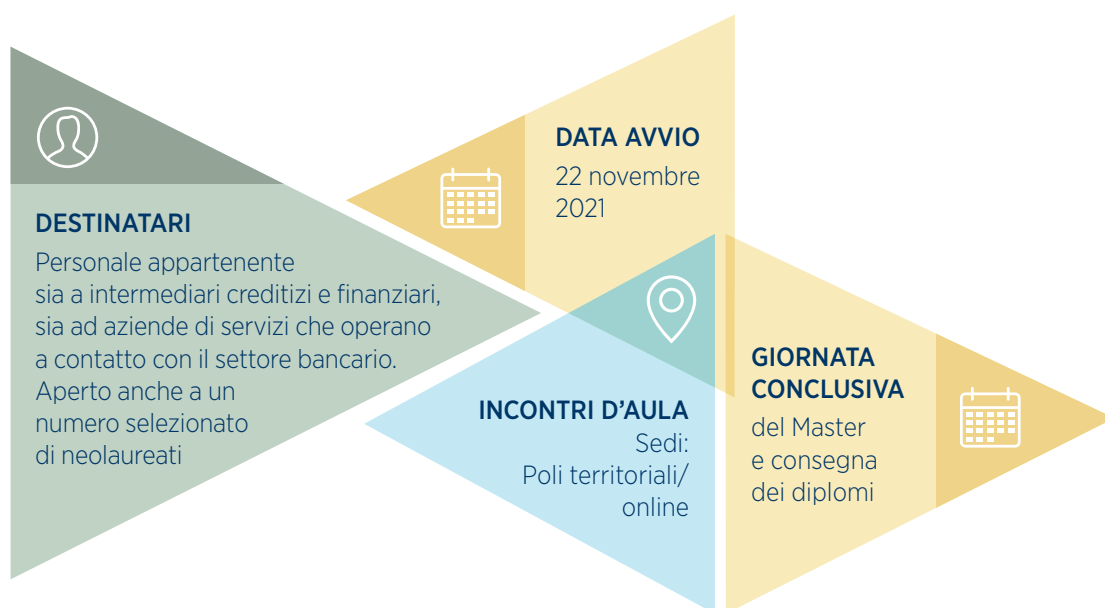 DESTINATARI
Personale appartenente
sia a intermediari creditizi e finanziari,
sia ad aziende di servizi che operano
a contatto con il settore bancario.
Aperto anche a un
numero selezionato
di neolaureati
DATA AVVIO
22 novembre
2021
INCONTRI D'AULA
Sedi:
Poli territoriali/
online
GIORNATA
CONCLUSIVA
del Master
e consegna
dei diplomi